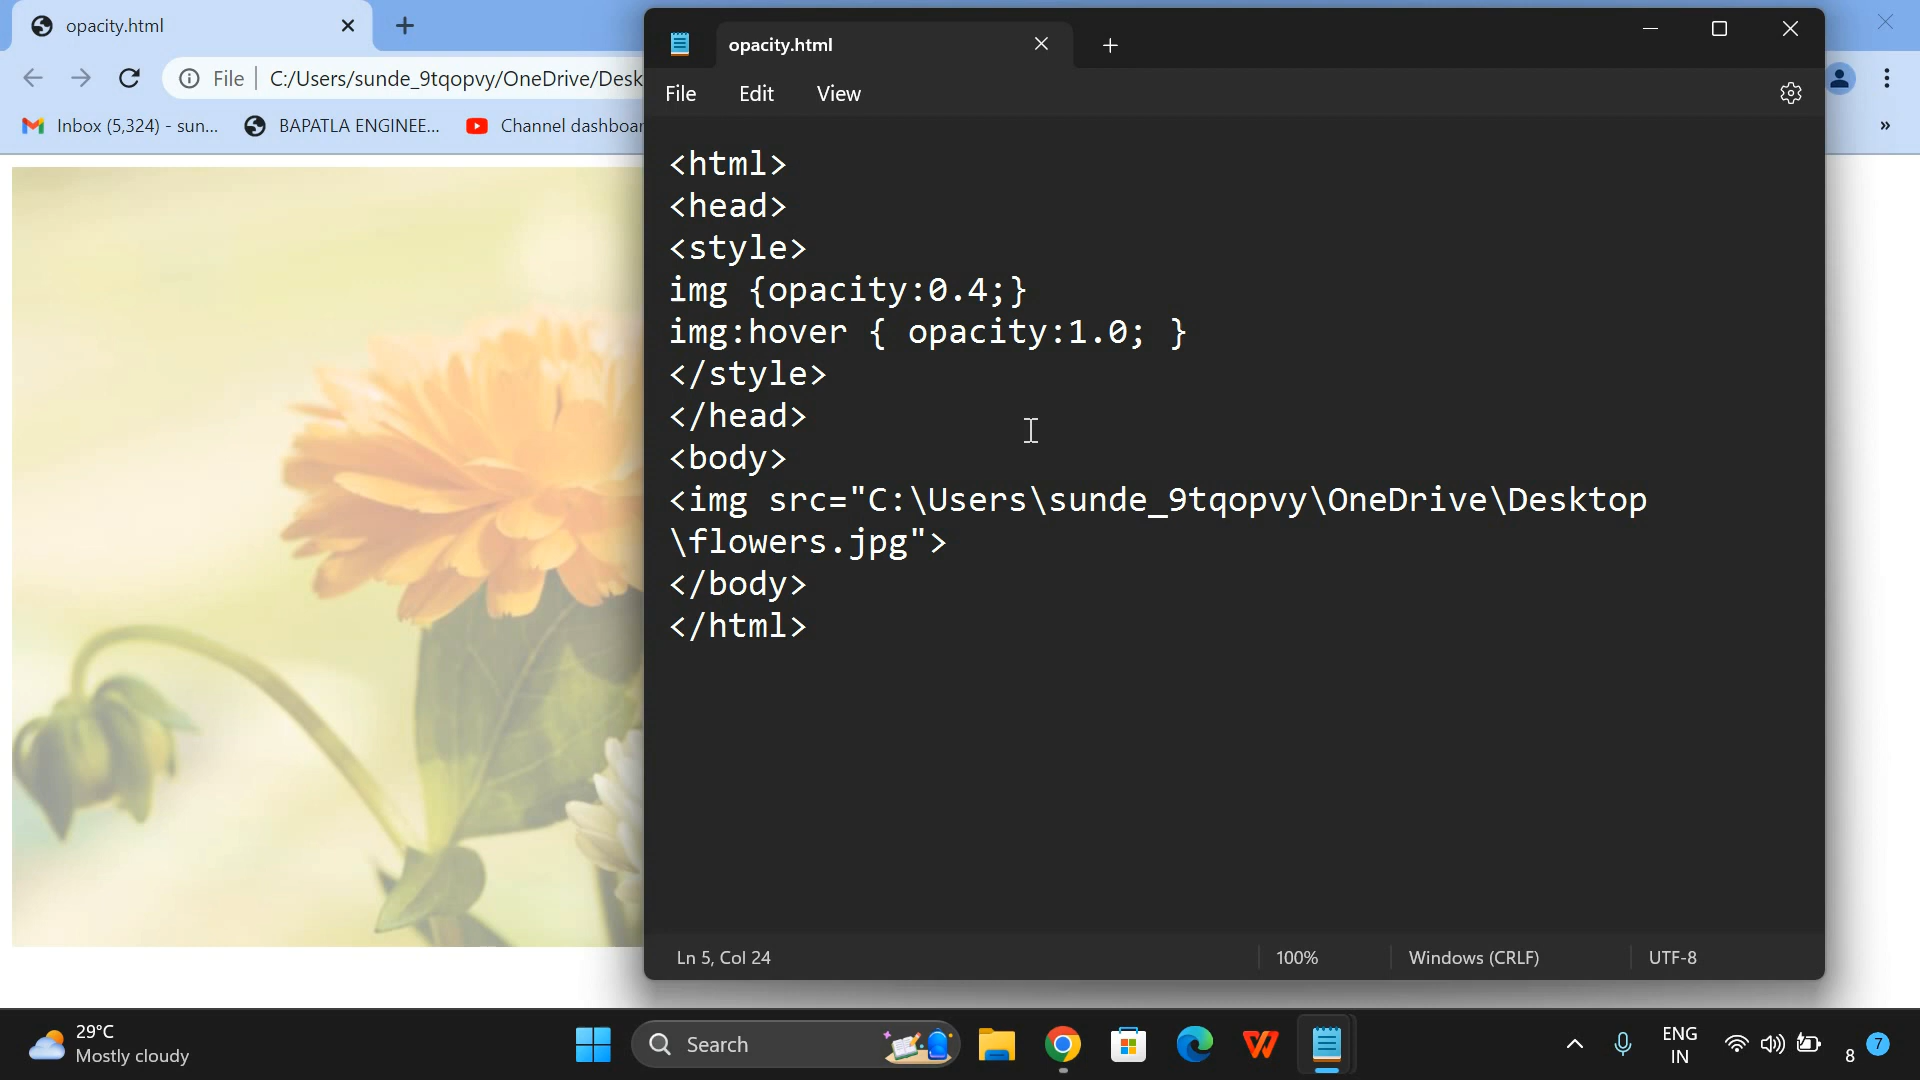 opacity.html
File C:/Users/sunde_9tqopvy/OneDrive/Desk
Inbox (5,324) - sun... BAPATLA ENGINEE... Channel dashboar
opacity.html
File Edit View
<html>
<head>
<style>
img {opacity:0.4;}
img:hover { opacity:1.0; }
</style>
</head>
<body>
<img src="C:\Users\sunde_9tqopvy\OneDrive\Desktop
\flowers.jpg">
</body>
</html>
Ln 5, Col 24 100% Windows (CRLF) UTF-8
29°C
Mostly cloudy
Search
ENG
IN
8 7